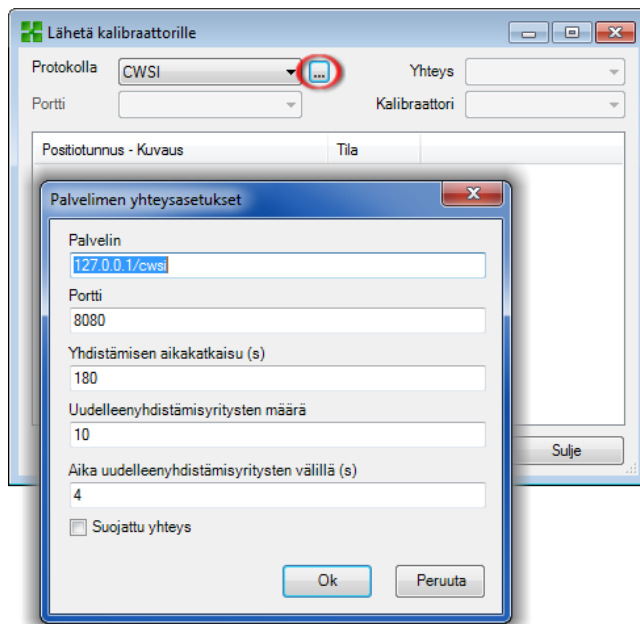 Lähetä kalibraattorille
Protokolla CWSI ... Yhteys
Portti Kalibraattori
Positiotunnus - Kuvaus Tila
Palvelimen yhteysasetukset
Palvelin
127.0.0.1/cwsi
Portti
8080
Yhdistämisen aikakatkaisu (s)
180
Uudelleenyhdistämisyritysten määrä
10
Aika uudelleenyhdistämisyritysten välillä (s)
4
Suojattu yhteys
Ok Peruuta
Sulje